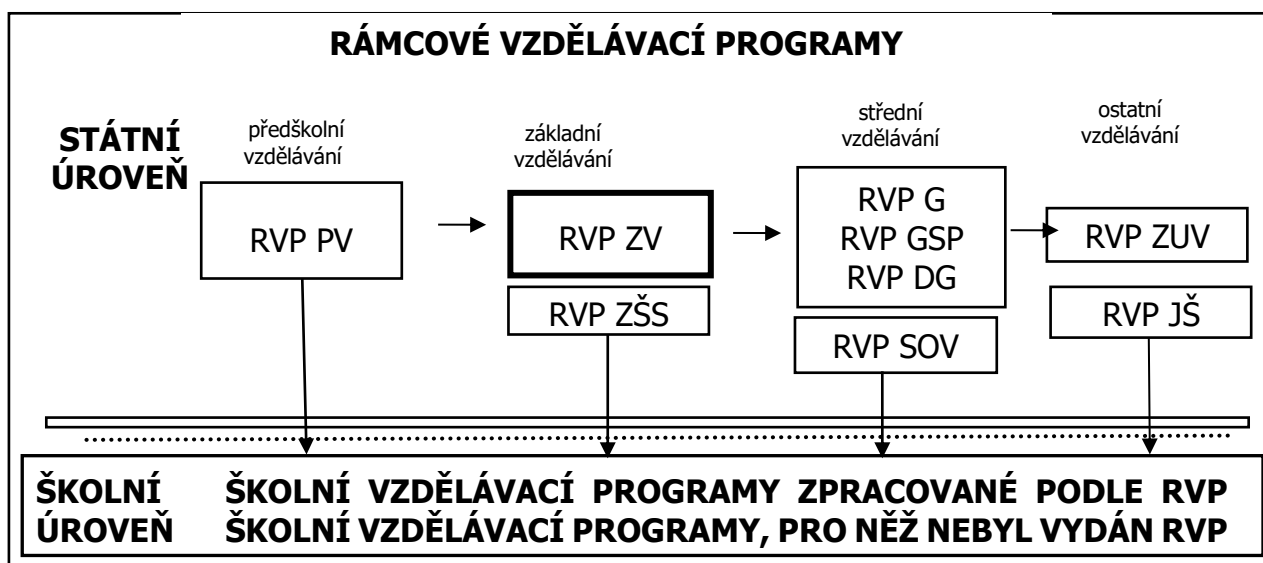 RÁMCOVÉ VZDĚLÁVACÍ PROGRAMY
STÁTNÍ
ÚROVEŇ
předškolní
vzdělávání
základní
vzdělávání
střední
vzdělávání
ostatní
vzdělávání
RVP PV
RVP ZV
RVP ZŠS
RVP G
RVP GSP
RVP DG
RVP SOV
RVP ZUV
RVP JŠ
ŠKOLNÍ ŠKOLNÍ VZDĚLÁVACÍ PROGRAMY ZPRACOVANÉ PODLE RVP
ÚROVEŇ ŠKOLNÍ VZDĚLÁVACÍ PROGRAMY, PRO NĚŽ NEBYL VYDÁN RVP